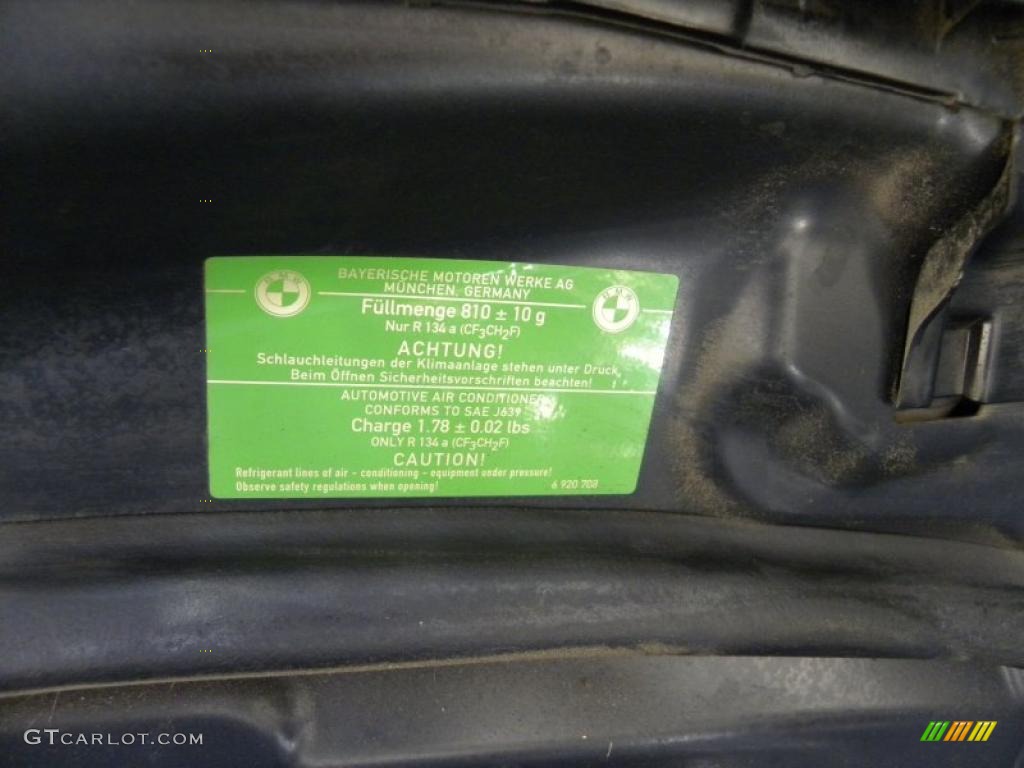 BAYERISCHE MOTOREN WERKE AG
MÜNCHEN, GERMANY
BMW
BMW
Füllmenge 810 ± 10 g
Nur R 134 a (CF₃CH₂F)
ACHTUNG!
Schlauchleitungen der Klimaanlage stehen unter Druck,
Beim Öffnen Sicherheitsvorschriften beachten!
AUTOMOTIVE AIR CONDITIONER
CONFORMS TO SAE J639
Charge 1.78 ± 0.02 lbs
ONLY R 134 a (CF₃CH₂F)
CAUTION!
Refrigerant lines of air - conditioning - equipment under pressure!
Observe safety regulations when opening!
6 920 708
GTCARLOT.COM